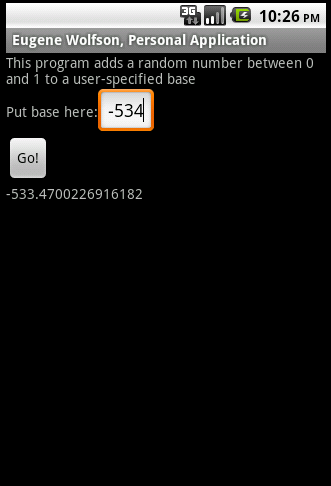 3G 10:26 PM
Eugene Wolfson, Personal Application
This program adds a random number between 0
and 1 to a user-specified base
Put base here: -534
Go!
-533.4700226916182